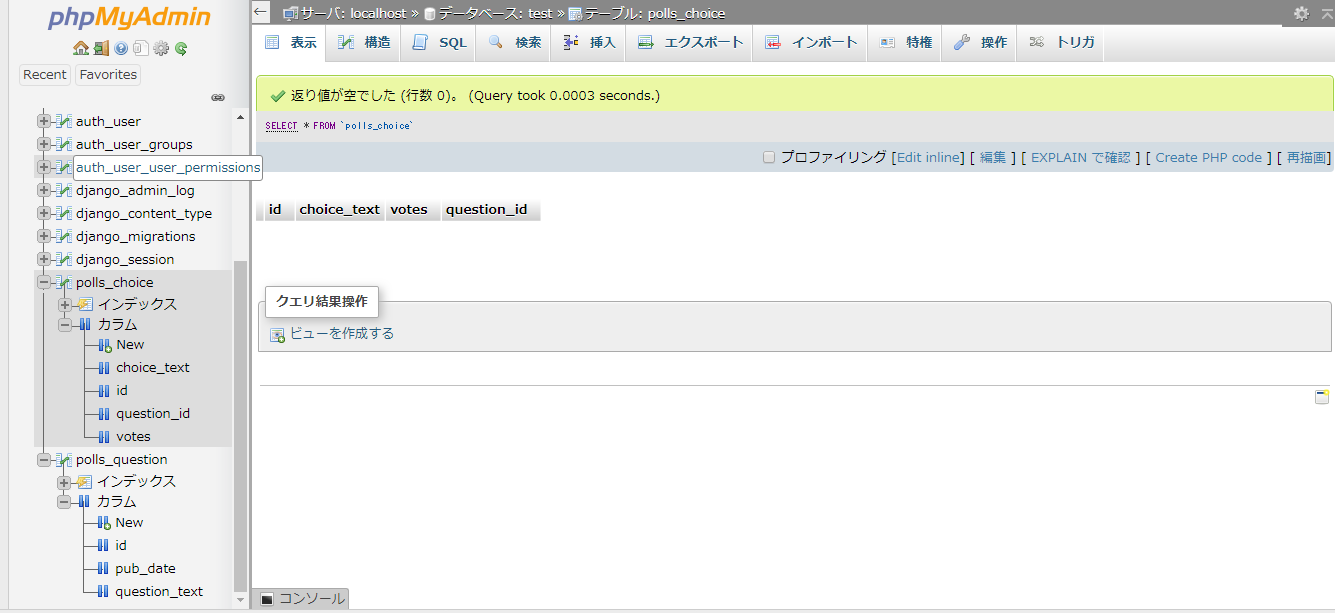 phpMyAdmin
Recent Favorites
auth_user
auth_user_groups
auth_user_user_permissions
django_admin_log
django_content_type
django_migrations
django_session
polls_choice
インデックス
カラム
New
choice_text
id
question_id
votes
polls_question
インデックス
カラム
New
id
pub_date
question_text
サーバ: localhost » データベース: test » テーブル: polls_choice
表示 構造 SQL 検索 挿入 エクスポート インポート 特権 操作 トリガ
返り値が空でした (行数 0)。 (Query took 0.0003 seconds.)
SELECT * FROM `polls_choice`
プロファイリング [Edit inline] [ 編集 ] [ EXPLAIN で確認 ] [ Create PHP code ] [ 再描画]
id choice_text votes question_id
クエリ結果操作
ビューを作成する
コンソール